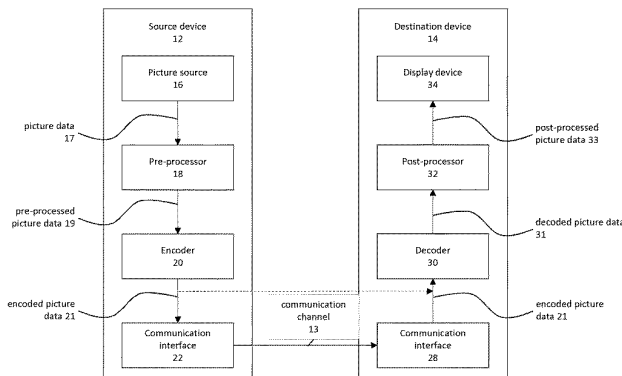 Source device
12
Picture source
16
picture data
17
Pre-processor
18
pre-processed
picture data 19
Encoder
20
encoded picture
data 21
Communication
interface
22
communication
channel
13
Destination device
14
Display device
34
post-processed
picture data 33
Post-processor
32
decoded picture data
31
Decoder
30
encoded picture
data 21
Communication
interface
28